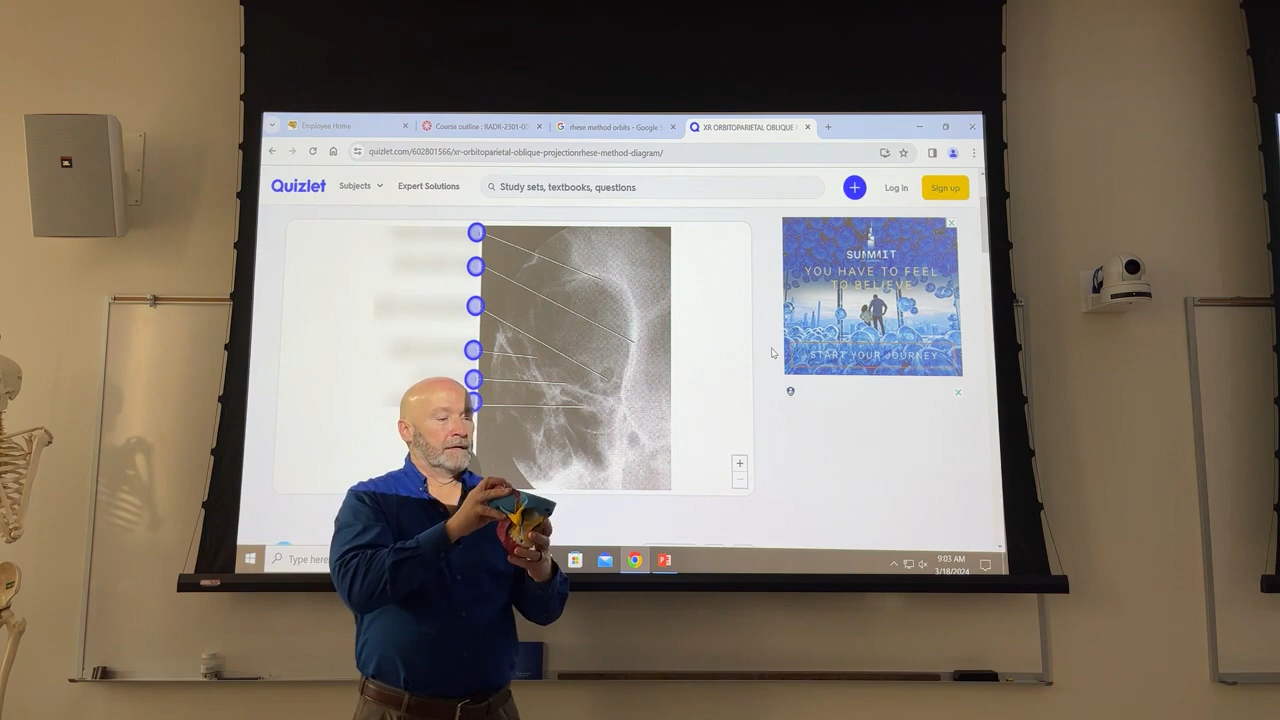 Employee Home
Course outline : RADR-2301-0
rhese method orbits - Google S
XR ORBITOPARIETAL OBLIQUE
quizlet.com/602801566/xr-orbitoparietal-oblique-projectionrhese-method-diagram/
Quizlet
Subjects
Expert Solutions
Study sets, textbooks, questions
Log in
Sign up
SUMMIT
YOU HAVE TO FEEL
TO BELIEVE
START YOUR JOURNEY
Type here
9:03 AM
3/18/2024
JBL